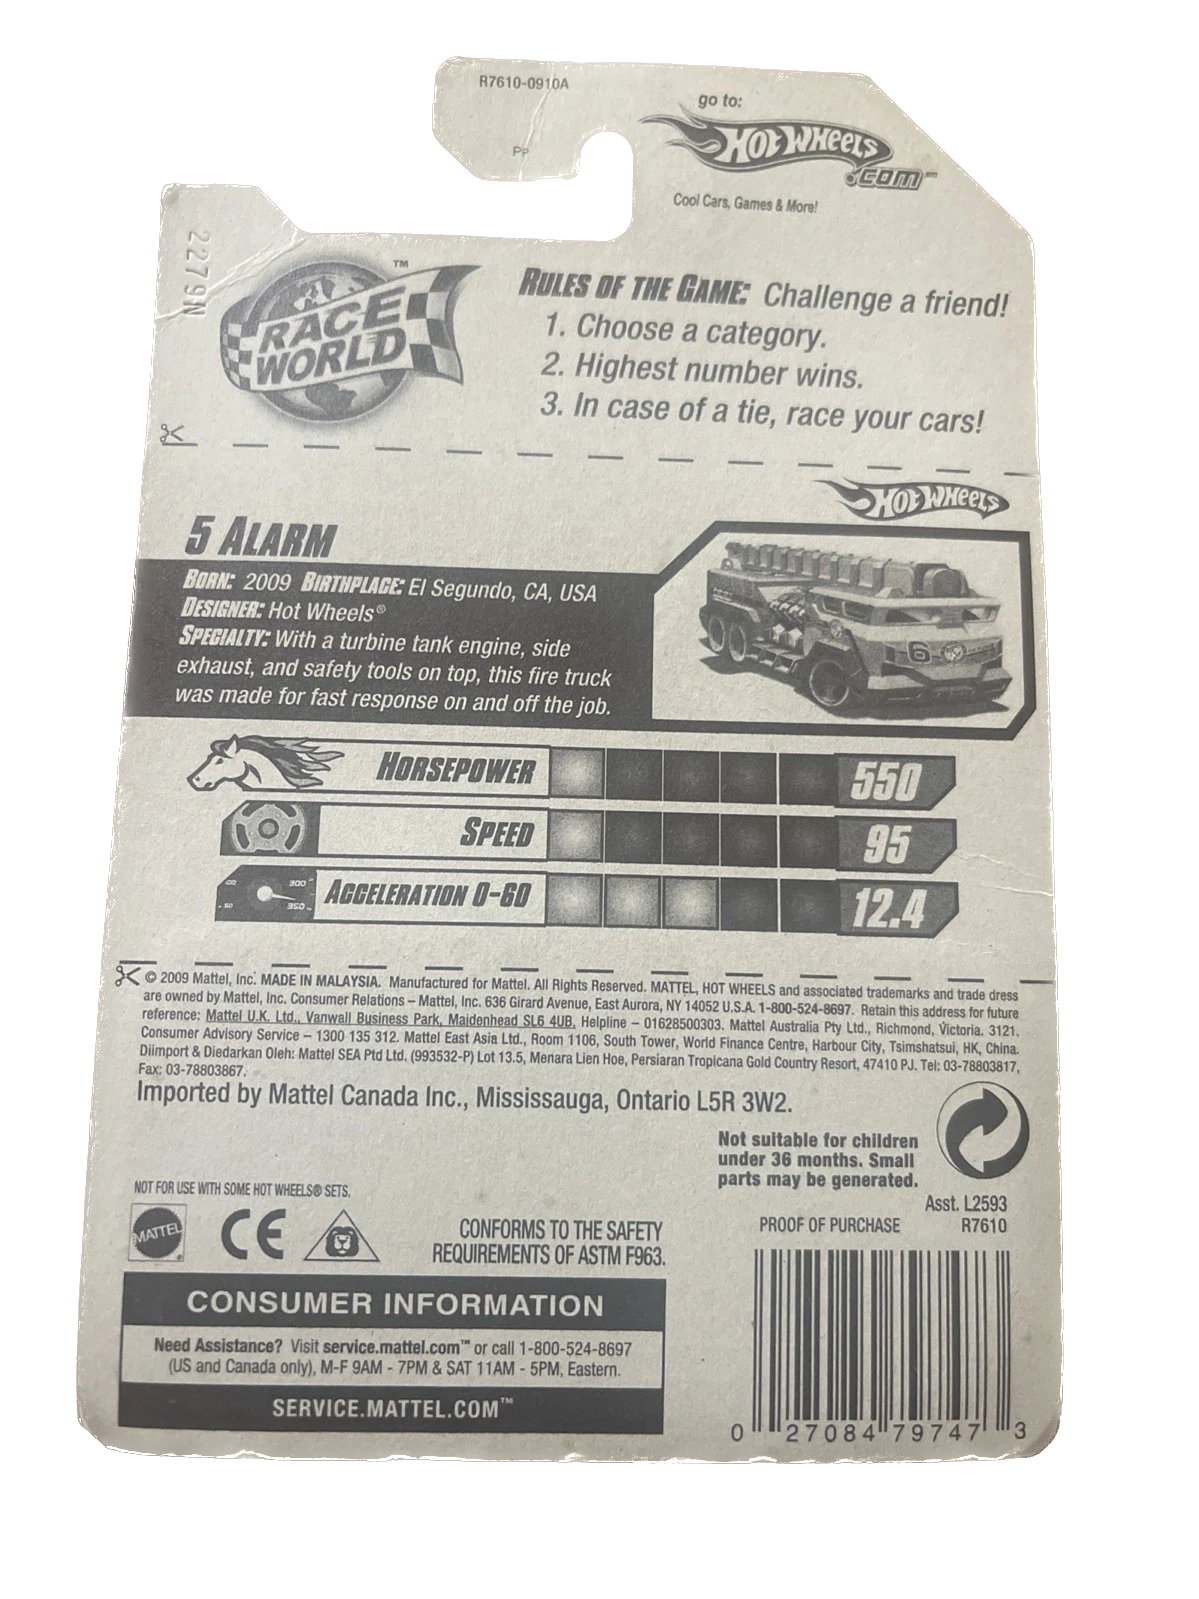 R7610-0910A
Pp
go to:
HOT WHEELS
.COM™
Cool Cars, Games & More!
2279N
RACE WORLD ™
RULES OF THE GAME: Challenge a friend!
1. Choose a category.
2. Highest number wins.
3. In case of a tie, race your cars!
HOT WHEELS
5 ALARM
BORN: 2009 BIRTHPLACE: El Segundo, CA, USA
DESIGNER: Hot Wheels®
SPECIALTY: With a turbine tank engine, side
exhaust, and safety tools on top, this fire truck
was made for fast response on and off the job.
6
HORSEPOWER 550
SPEED 95
300
350
50
ACCELERATION 0-60 12.4
© 2009 Mattel, Inc. MADE IN MALAYSIA. Manufactured for Mattel. All Rights Reserved. MATTEL, HOT WHEELS and associated trademarks and trade dress
are owned by Mattel, Inc. Consumer Relations – Mattel, Inc. 636 Girard Avenue, East Aurora, NY 14052 U.S.A. 1-800-524-8697. Retain this address for future
reference: Mattel U.K. Ltd., Vanwall Business Park, Maidenhead SL6 4UB. Helpline – 01628500303. Mattel Australia Pty Ltd., Richmond, Victoria. 3121.
Consumer Advisory Service – 1300 135 312. Mattel East Asia Ltd., Room 1106, South Tower, World Finance Centre, Harbour City, Tsimshatsui, HK, China.
Diimport & Diedarkan Oleh: Mattel SEA Ptd Ltd. (993532-P) Lot 13.5, Menara Lien Hoe, Persiaran Tropicana Gold Country Resort, 47410 PJ. Tel: 03-78803817,
Fax: 03-78803867.
Imported by Mattel Canada Inc., Mississauga, Ontario L5R 3W2.
Not suitable for children
under 36 months. Small
parts may be generated.
NOT FOR USE WITH SOME HOT WHEELS® SETS.
Asst. L2593
PROOF OF PURCHASE R7610
MATTEL
CE
CONFORMS TO THE SAFETY
REQUIREMENTS OF ASTM F963.
CONSUMER INFORMATION
Need Assistance? Visit service.mattel.com™ or call 1-800-524-8697
(US and Canada only), M-F 9AM - 7PM & SAT 11AM - 5PM, Eastern.
SERVICE.MATTEL.COM™
0 27084 79747 3